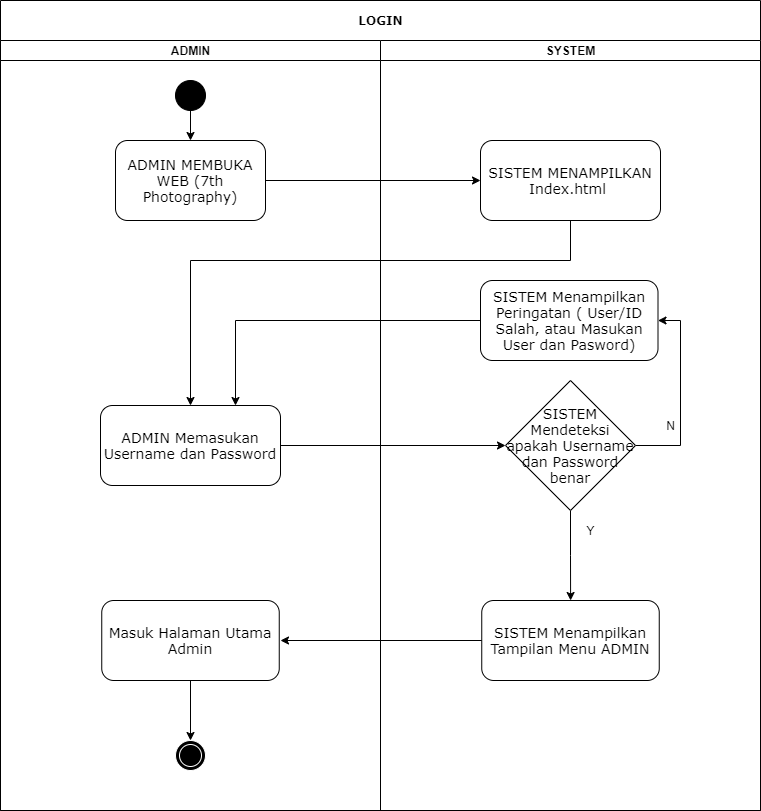 LOGIN
ADMIN
SYSTEM
ADMIN MEMBUKA
WEB (7th
Photography)
SISTEM MENAMPILKAN
Index.html
SISTEM Menampilkan
Peringatan ( User/ID
Salah, atau Masukan
User dan Pasword)
ADMIN Memasukan
Username dan Password
SISTEM
Mendeteksi
apakah Username
dan Password
benar
N
Y
Masuk Halaman Utama
Admin
SISTEM Menampilkan
Tampilan Menu ADMIN